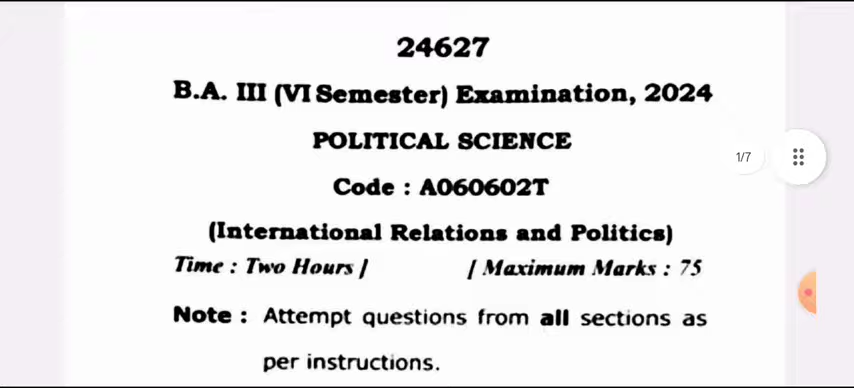 24627
B.A. III (VI Semester) Examination, 2024
POLITICAL SCIENCE
Code : A060602T
1/7
(International Relations and Politics)
Time : Two Hours ] [ Maximum Marks : 75
Note : Attempt questions from all sections as
per instructions.